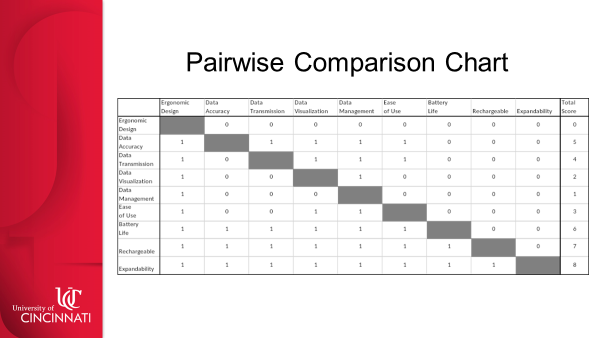 Pairwise Comparison Chart
Ergonomic Design Data Accuracy Data Transmission Data Visualization Data Management Ease of Use Battery Life Rechargeable Expandability Total Score
Ergonomic Design 0 0 0 0 0 0 0 0 0
Data Accuracy 1 1 1 1 1 0 0 0 5
Data Transmission 1 0 1 1 1 0 0 0 4
Data Visualization 1 0 0 1 0 0 0 0 2
Data Management 1 0 0 0 0 0 0 0 1
Ease of Use 1 0 0 1 1 0 0 0 3
Battery Life 1 1 1 1 1 1 0 0 6
Rechargeable 1 1 1 1 1 1 1 0 7
Expandability 1 1 1 1 1 1 1 1 8
University of
CINCINNATI
UC